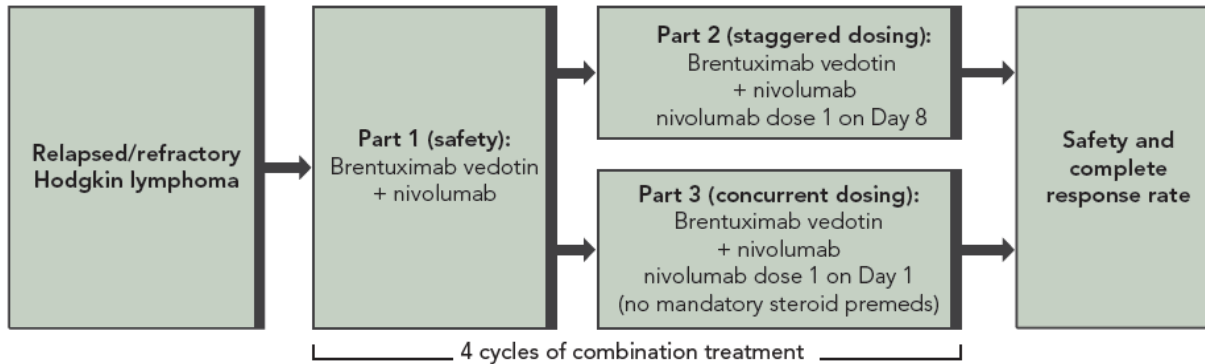 Relapsed/refractory
Hodgkin lymphoma
Part 1 (safety):
Brentuximab vedotin
+ nivolumab
Part 2 (staggered dosing):
Brentuximab vedotin
+ nivolumab
nivolumab dose 1 on Day 8
Part 3 (concurrent dosing):
Brentuximab vedotin
+ nivolumab
nivolumab dose 1 on Day 1
(no mandatory steroid premeds)
Safety and
complete
response rate
4 cycles of combination treatment